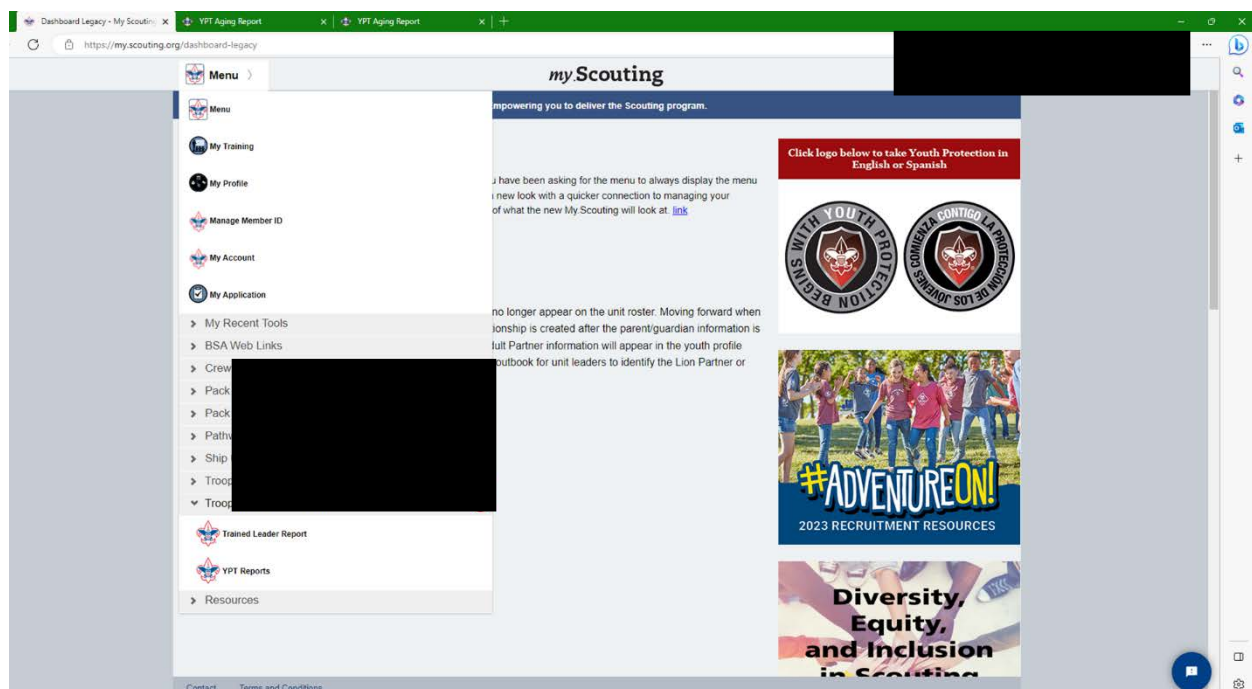 Dashboard Legacy - My Scouting
YPT Aging Report
YPT Aging Report
https://my.scouting.org/dashboard-legacy
Menu
my.Scouting
mpowering you to deliver the Scouting program.
Menu
My Training
My Profile
Manage Member ID
My Account
My Application
My Recent Tools
BSA Web Links
Crew
Pack
Pack
Pathw
Ship
Troop
Troop
Trained Leader Report
YPT Reports
Resources
u have been asking for the menu to always display the menu
new look with a quicker connection to managing your
of what the new My.Scouting will look at. link
no longer appear on the unit roster. Moving forward when
ionship is created after the parent/guardian information is
ult Partner information will appear in the youth profile
outbook for unit leaders to identify the Lion Partner or
Click logo below to take Youth Protection in
English or Spanish
YOUTH PROTECTION BEGINS WITH YOU
LA PROTECCIÓN DE LOS JÓVENES COMIENZA CONTIGO
#ADVENTUREON!
2023 RECRUITMENT RESOURCES
Diversity,
Equity,
and Inclusion
in Scouting
Contact Terms and Conditions